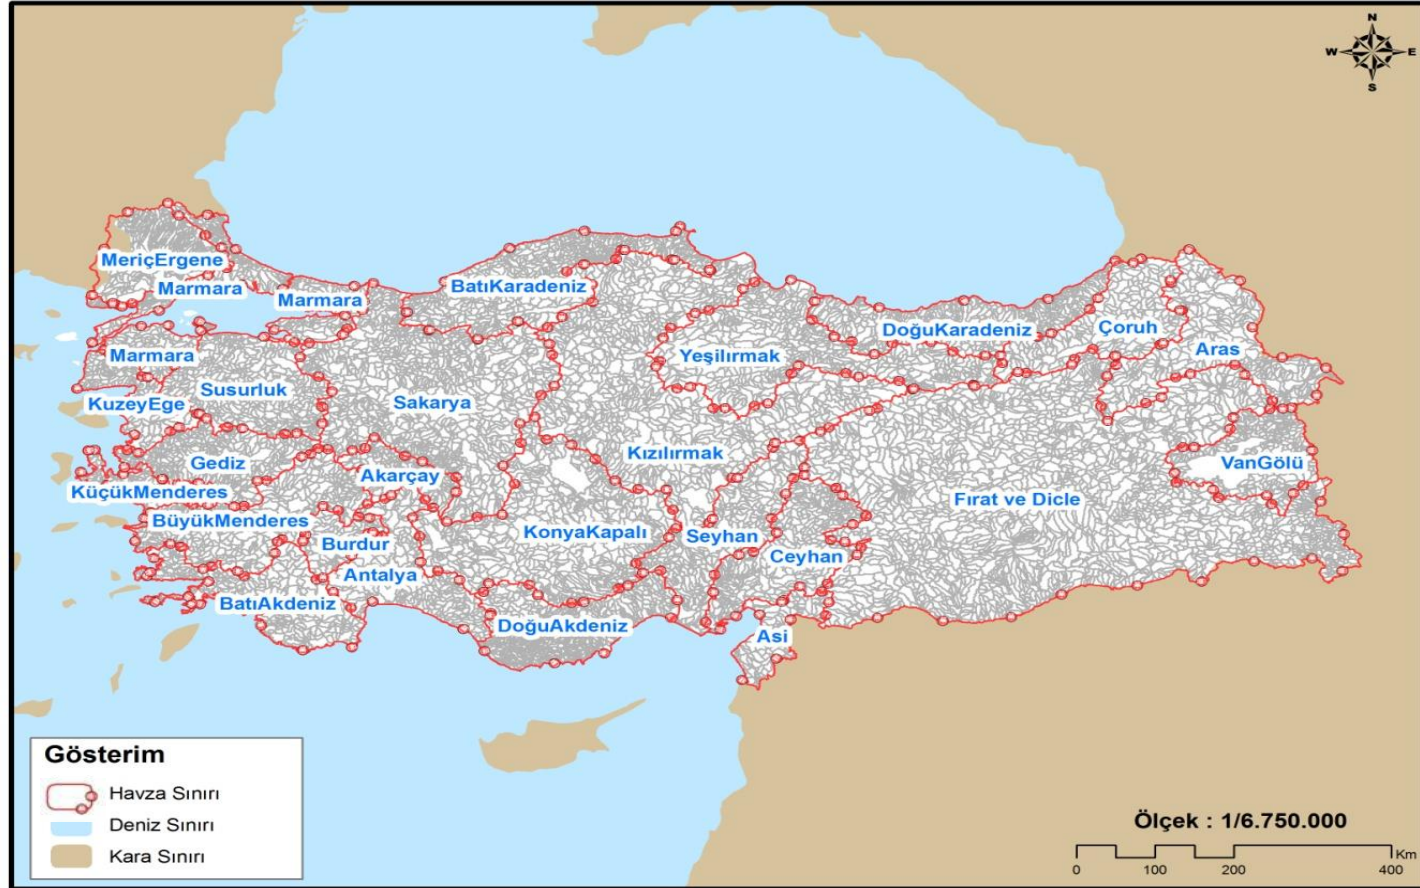 N
W
E
S
MeriçErgene
Marmara
Marmara
BatıKaradeniz
DoğuKaradeniz
Çoruh
Marmara
Yeşilırmak
Aras
Susurluk
KuzeyEge
Sakarya
Kızılırmak
Gediz
Akarçay
VanGölü
KüçükMenderes
Fırat ve Dicle
BüyükMenderes
KonyaKapalı
Seyhan
Burdur
Ceyhan
Antalya
BatıAkdeniz
DoğuAkdeniz
Asi
Gösterim
Havza Sınırı
Deniz Sınırı
Kara Sınırı
Ölçek : 1/6.750.000
Km
0 100 200 400